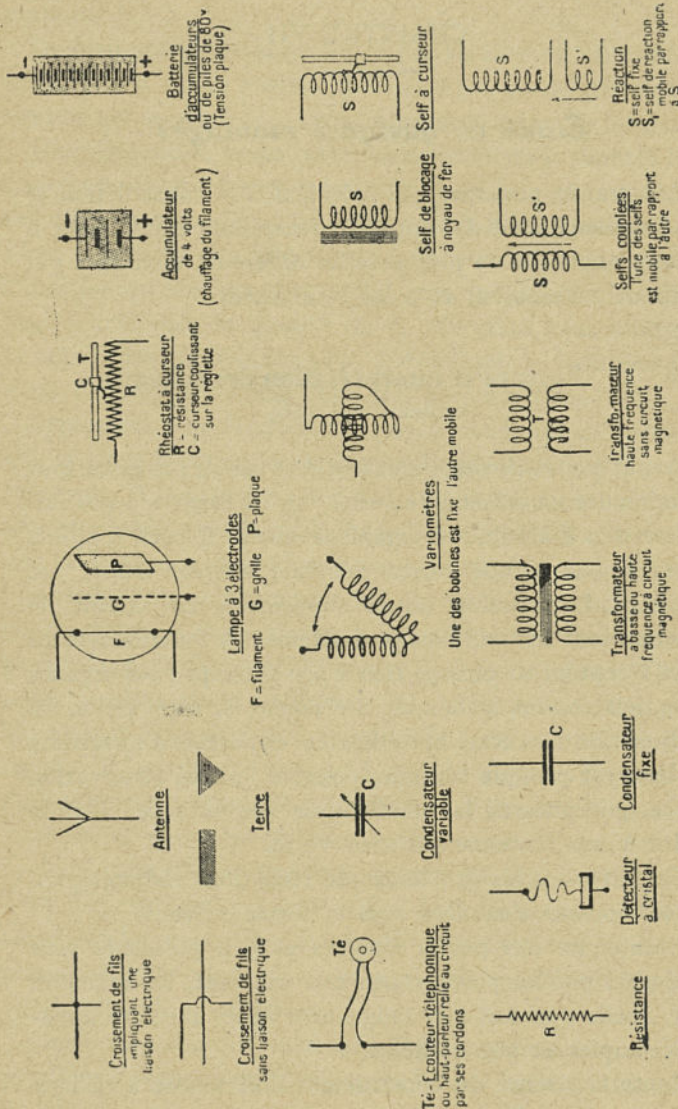 Croisement de fils
impliquant une
liaison électrique
Croisement de fils
sans liaison électrique
Antenne
Terre
F
G
P
Lampe à 3 électrodes
F = filament G = grille P = plaque
C
T
R
Rhéostat à curseur
R - résistance
C = curseur coulissant
sur la réglette
-
+
Accumulateur
de 4 volts
(chauffage du filament)
-
+
Batterie
d'accumulateurs
ou de piles de 80v
(Tension plaque)
Té
Té - Ecouteur téléphonique
ou haut-parleur relié au circuit
par ses cordons
C
Condensateur
variable
Variomètres
Une des bobines est fixe l'autre mobile
S
Self de blocage
à noyau de fer
S
Self à curseur
R
Résistance
Détecteur
à cristal
C
Condensateur
fixe
Transformateur
à basse ou haute
fréquence à circuit
magnétique
T
Transformateur
haute fréquence
sans circuit
magnétique
S
S'
Selfs couplées
l'une des selfs
est mobile par rapport
à l'autre
S
S'
Réaction
S = self fixe
S, = self de réaction
mobile par rapport
à S